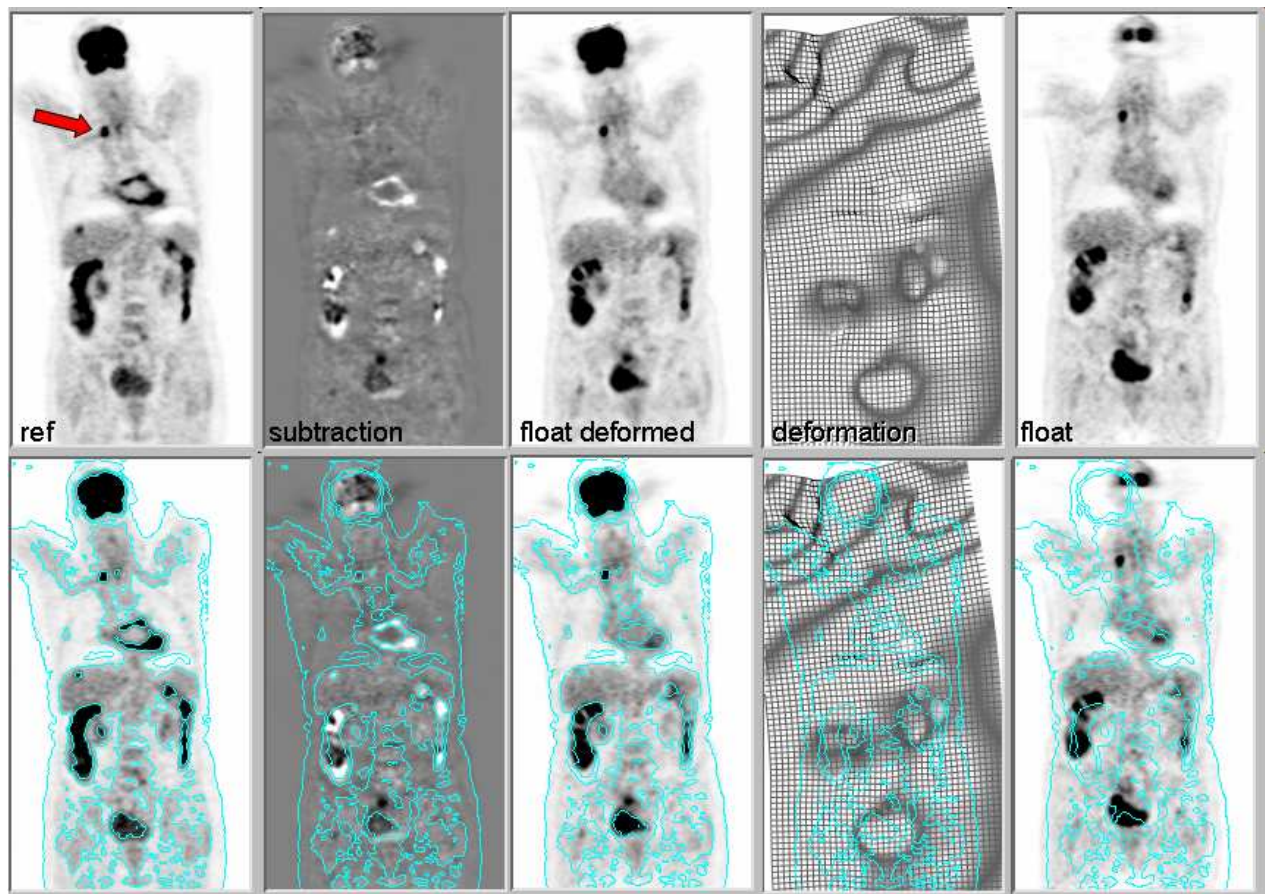 ref
subtraction
float deformed
deformation
float